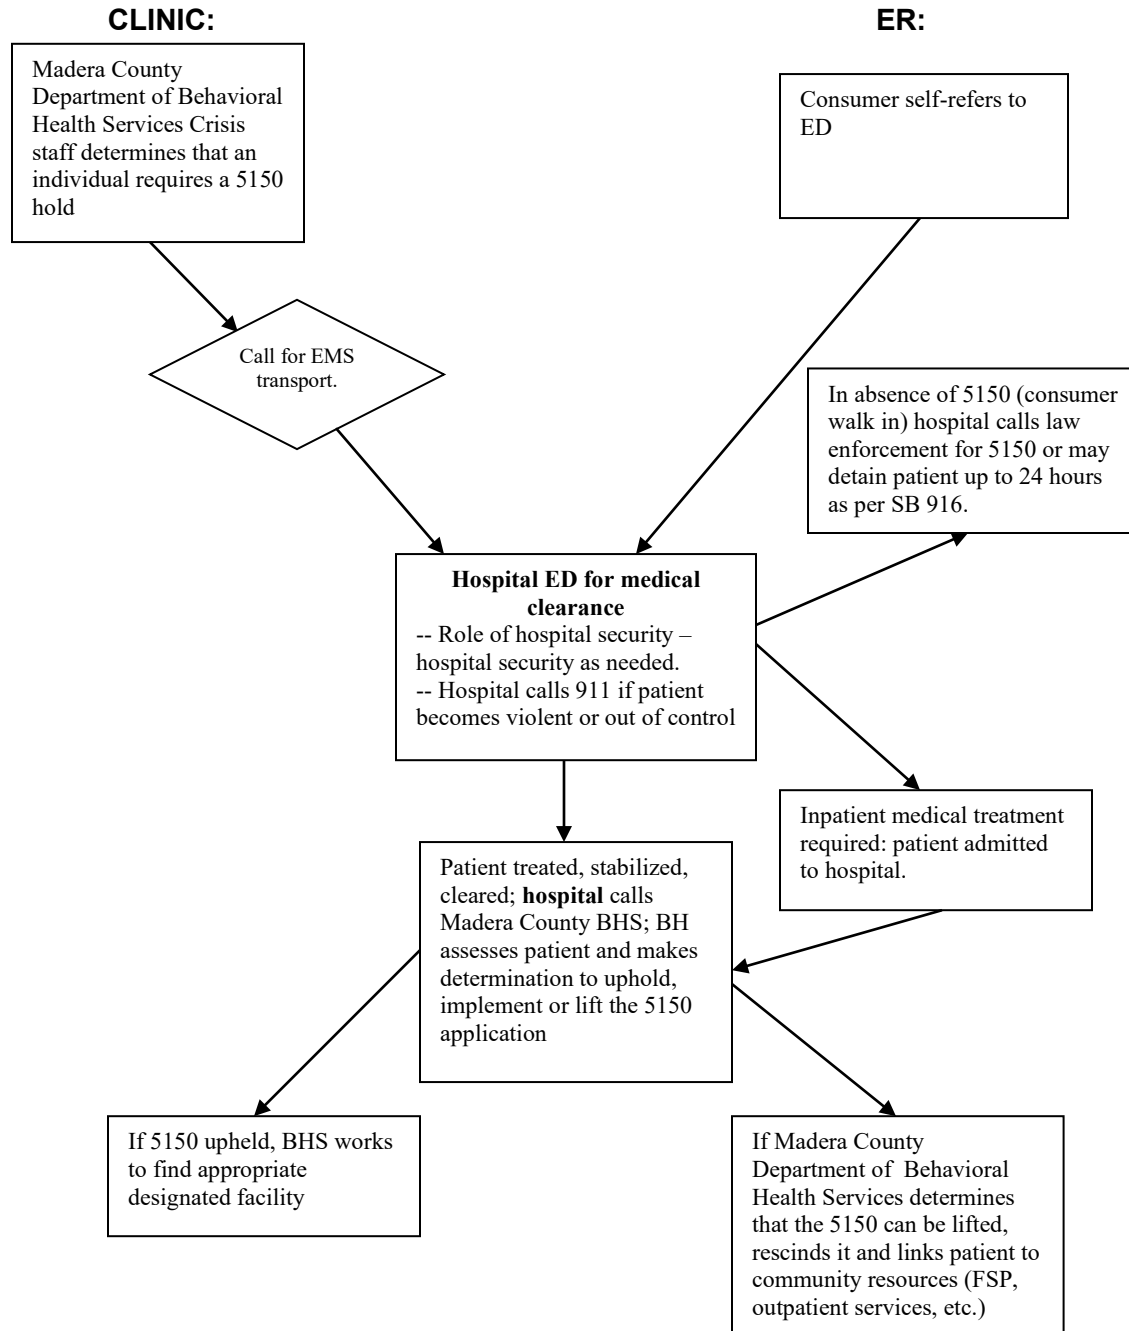 CLINIC:
ER:
Madera County
Department of Behavioral
Health Services Crisis
staff determines that an
individual requires a 5150
hold
Consumer self-refers to
ED
Call for EMS
transport.
In absence of 5150 (consumer
walk in) hospital calls law
enforcement for 5150 or may
detain patient up to 24 hours
as per SB 916.
Hospital ED for medical
clearance
-- Role of hospital security –
hospital security as needed.
-- Hospital calls 911 if patient
becomes violent or out of control
Inpatient medical treatment
required: patient admitted
to hospital.
Patient treated, stabilized,
cleared; hospital calls
Madera County BHS; BH
assesses patient and makes
determination to uphold,
implement or lift the 5150
application
If 5150 upheld, BHS works
to find appropriate
designated facility
If Madera County
Department of  Behavioral
Health Services determines
that the 5150 can be lifted,
rescinds it and links patient to
community resources (FSP,
outpatient services, etc.)